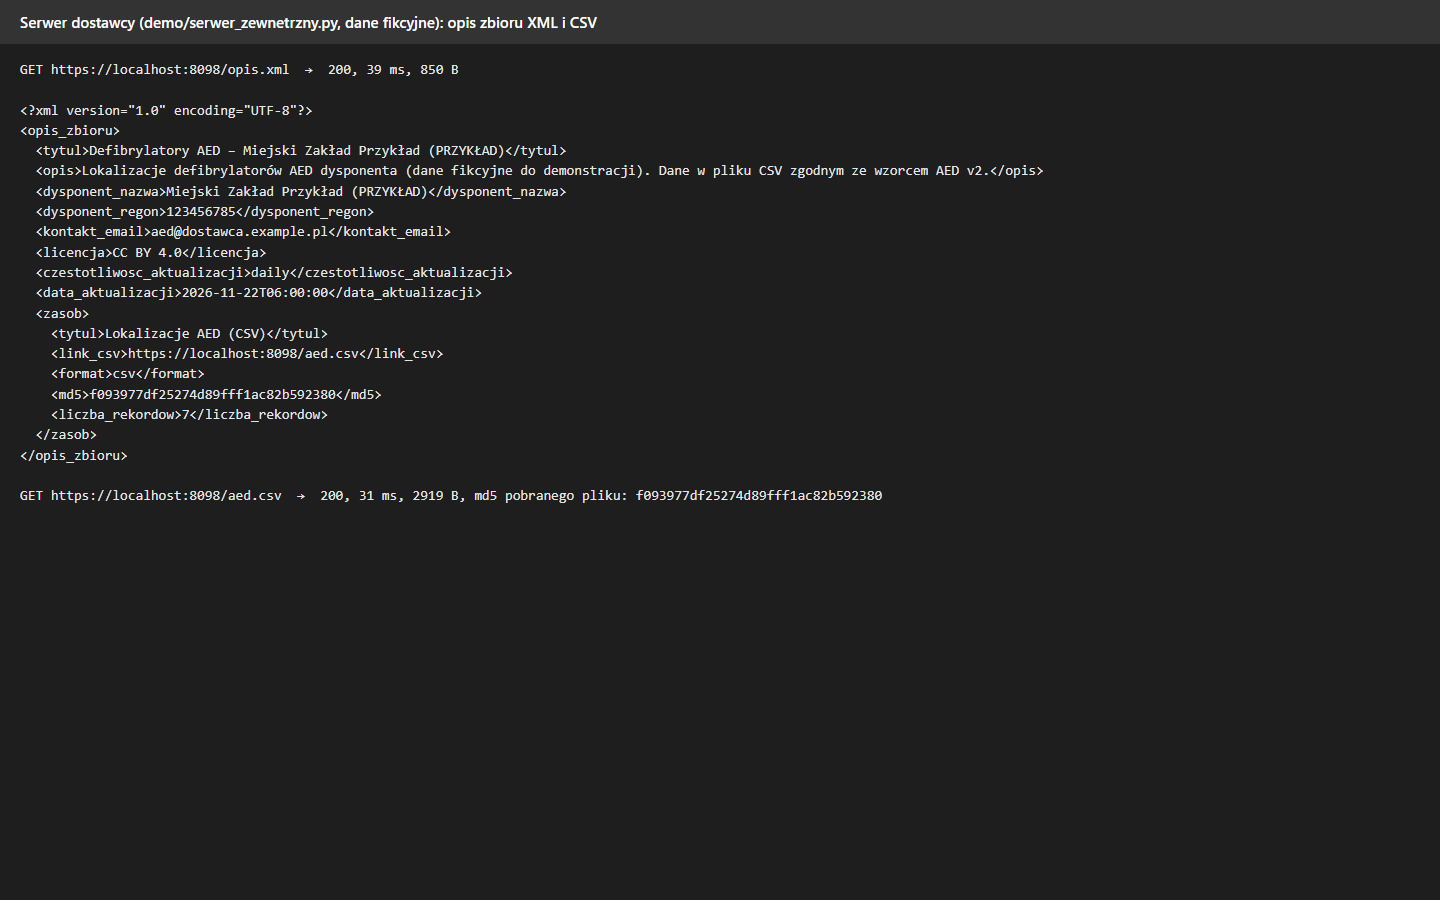 Serwer dostawcy (demo/serwer_zewnetrzny.py, dane fikcyjne): opis zbioru XML i CSV
GET https://localhost:8098/opis.xml → 200, 39 ms, 850 B
<?xml version="1.0" encoding="UTF-8"?>
<opis_zbioru>
  <tytul>Defibrylatory AED – Miejski Zakład Przykład (PRZYKŁAD)</tytul>
  <opis>Lokalizacje defibrylatorów AED dysponenta (dane fikcyjne do demonstracji). Dane w pliku CSV zgodnym ze wzorcem AED v2.</opis>
  <dysponent_nazwa>Miejski Zakład Przykład (PRZYKŁAD)</dysponent_nazwa>
  <dysponent_regon>123456785</dysponent_regon>
  <kontakt_email>aed@dostawca.example.pl</kontakt_email>
  <licencja>CC BY 4.0</licencja>
  <czestotliwosc_aktualizacji>daily</czestotliwosc_aktualizacji>
  <data_aktualizacji>2026-11-22T06:00:00</data_aktualizacji>
  <zasob>
    <tytul>Lokalizacje AED (CSV)</tytul>
    <link_csv>https://localhost:8098/aed.csv</link_csv>
    <format>csv</format>
    <md5>f093977df25274d89fff1ac82b592380</md5>
    <liczba_rekordow>7</liczba_rekordow>
  </zasob>
</opis_zbioru>
GET https://localhost:8098/aed.csv → 200, 31 ms, 2919 B, md5 pobranego pliku: f093977df25274d89fff1ac82b592380